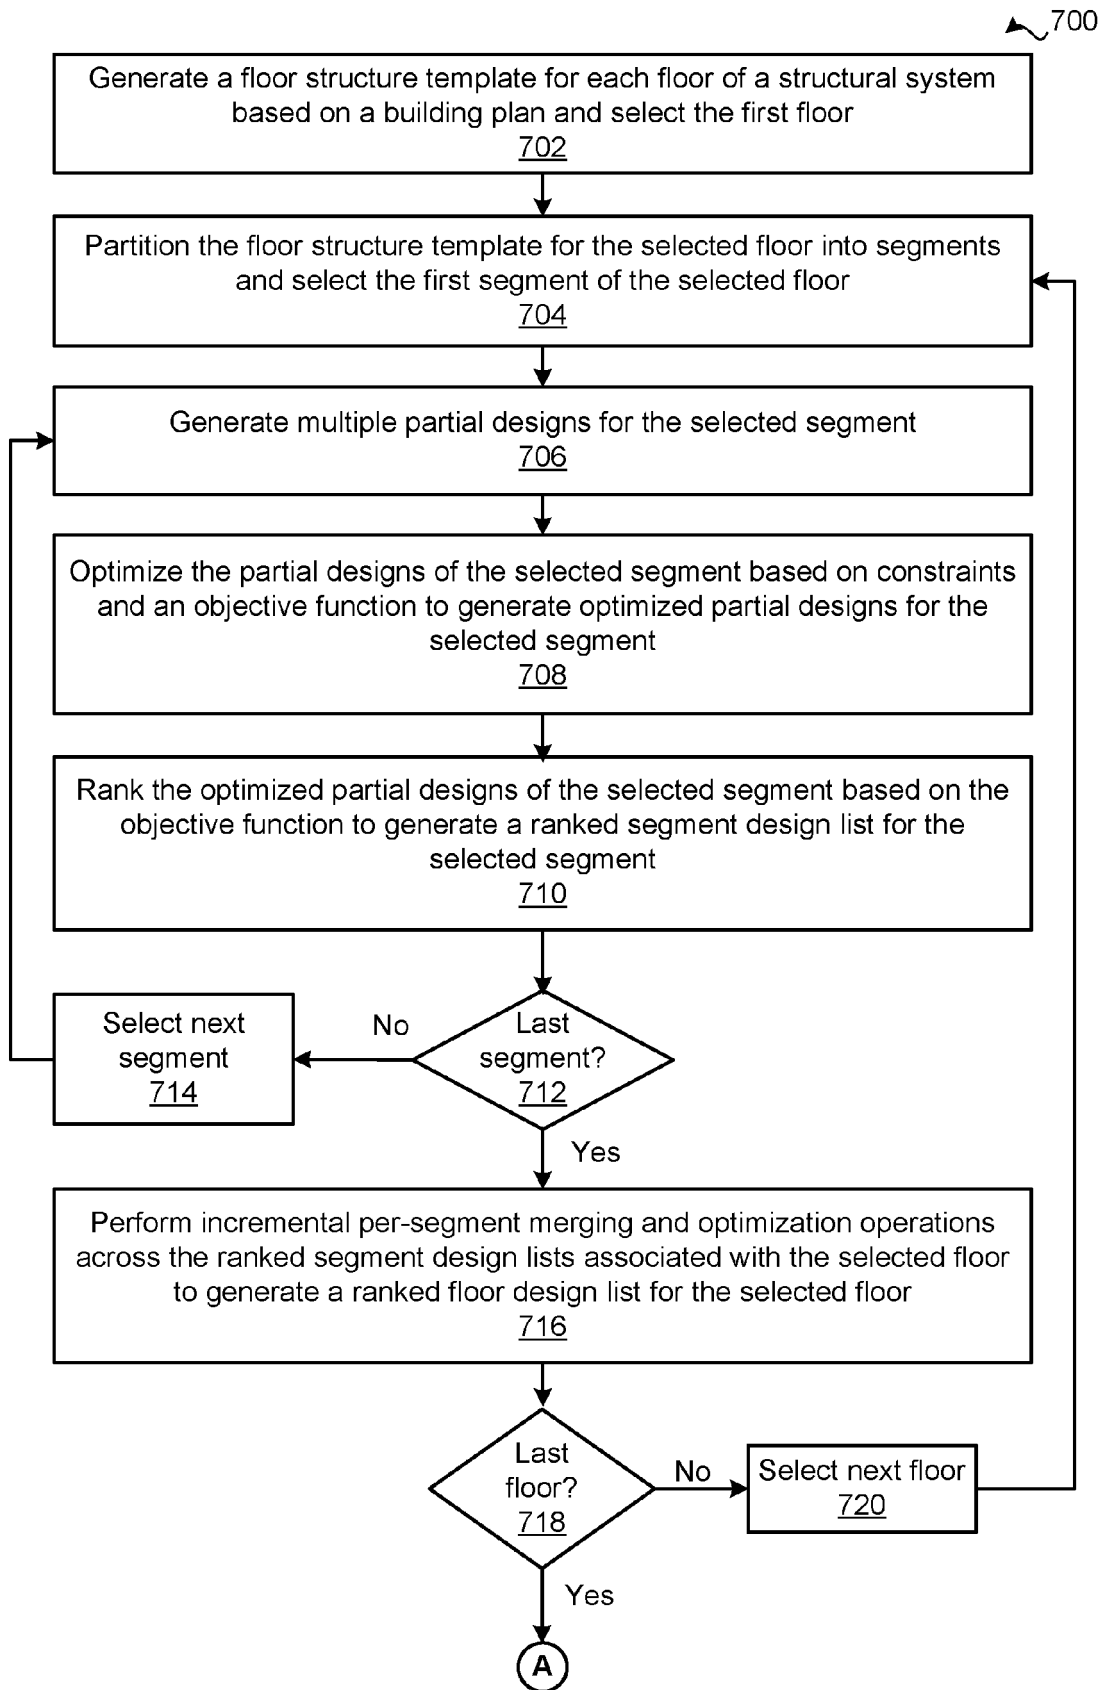 700
Generate a floor structure template for each floor of a structural system
based on a building plan and select the first floor
702
Partition the floor structure template for the selected floor into segments
and select the first segment of the selected floor
704
Generate multiple partial designs for the selected segment
706
Optimize the partial designs of the selected segment based on constraints
and an objective function to generate optimized partial designs for the
selected segment
708
Rank the optimized partial designs of the selected segment based on the
objective function to generate a ranked segment design list for the
selected segment
710
Last
segment?
712
No
Select next
segment
714
Yes
Perform incremental per-segment merging and optimization operations
across the ranked segment design lists associated with the selected floor
to generate a ranked floor design list for the selected floor
716
Last
floor?
718
No
Select next floor
720
Yes
A